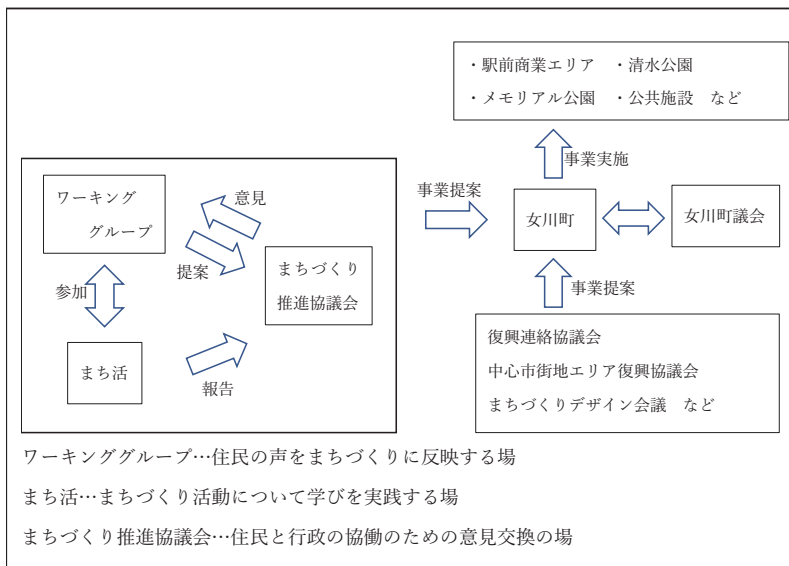 ・駅前商業エリア　・清水公園
・メモリアル公園　・公共施設　など
事業実施
事業提案
女川町
女川町議会
事業提案
復興連絡協議会
中心市街地エリア復興協議会
まちづくりデザイン会議　など
ワーキング
グループ
意見
提案
まちづくり
推進協議会
参加
まち活
報告
ワーキンググループ…住民の声をまちづくりに反映する場
まち活…まちづくり活動について学びを実践する場
まちづくり推進協議会…住民と行政の協働のための意見交換の場